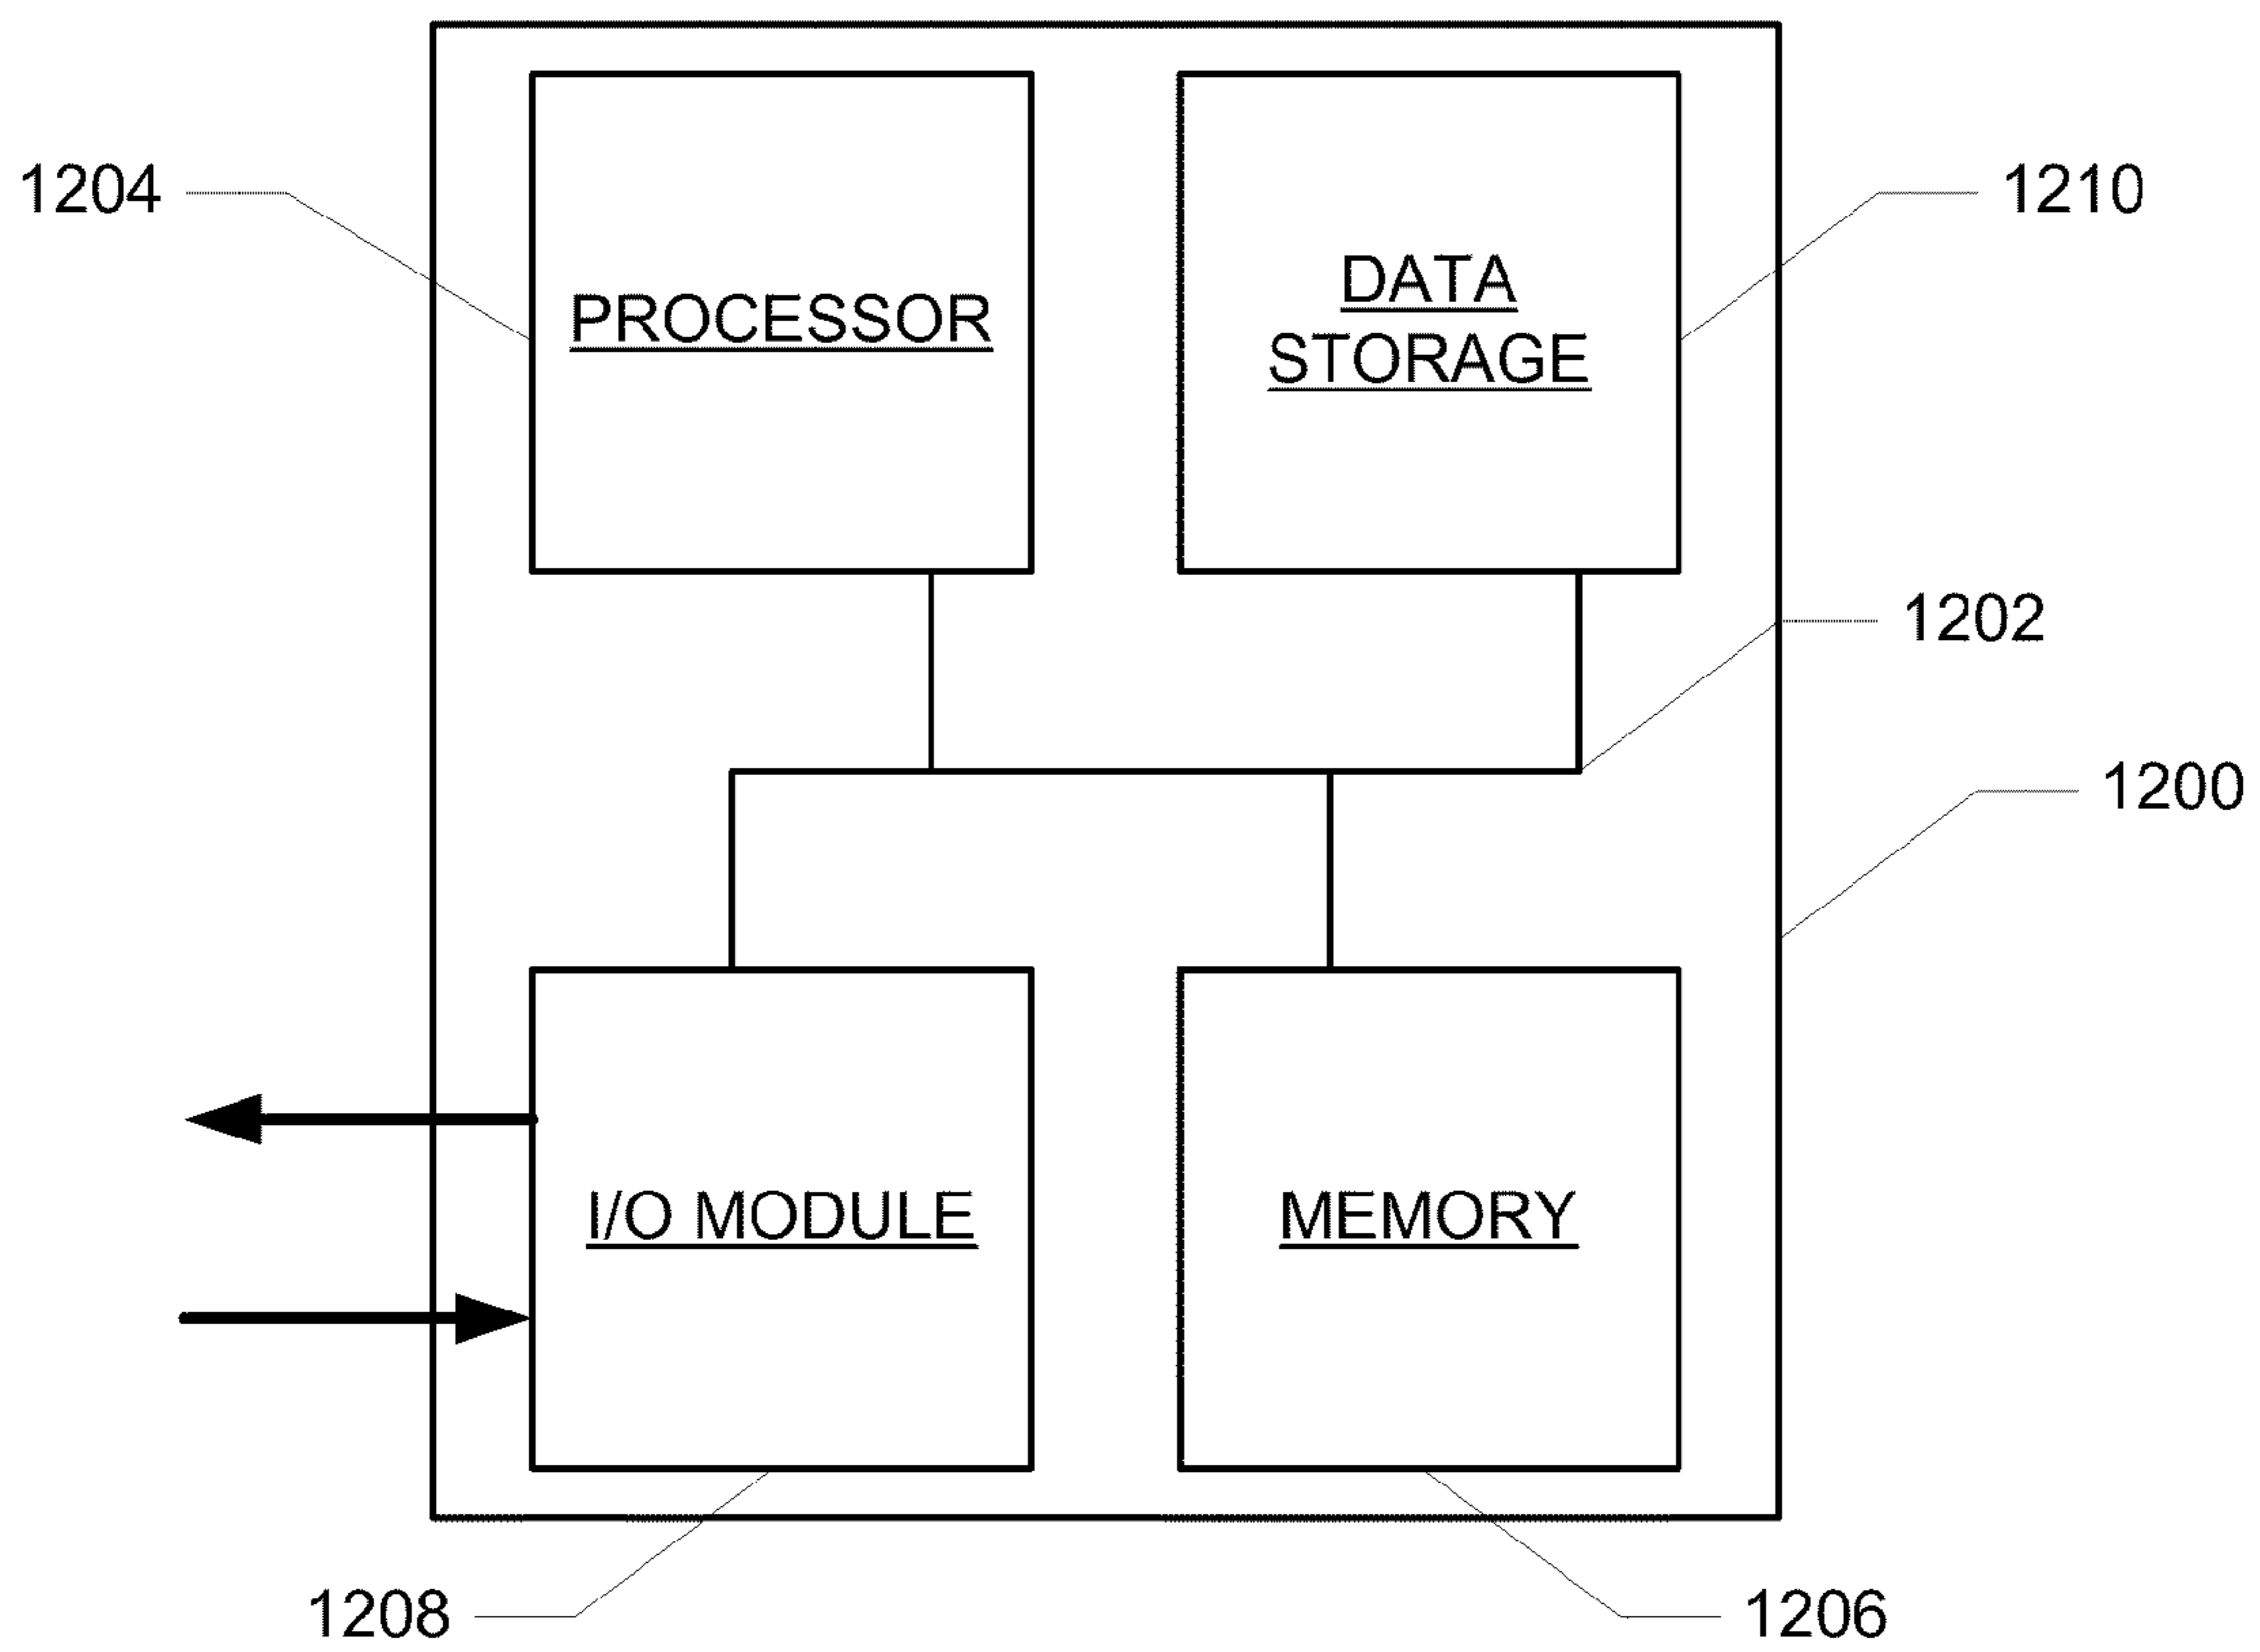 1204
1210
PROCESSOR
DATA
STORAGE
1202
1200
I/O MODULE
MEMORY
1208
1206